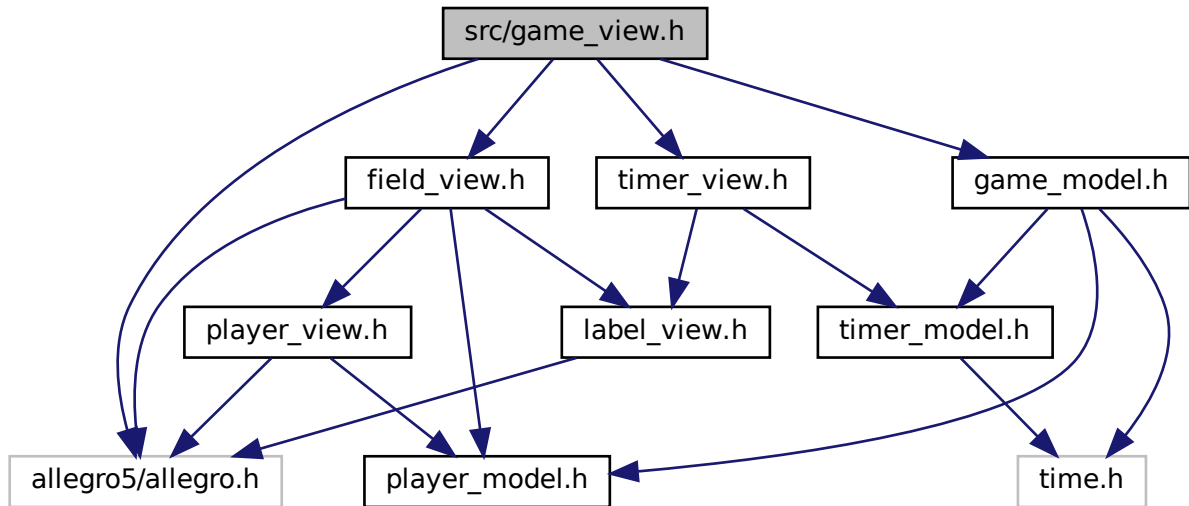 src/game_view.h
field_view.h
timer_view.h
game_model.h
player_view.h
label_view.h
timer_model.h
allegro5/allegro.h
player_model.h
time.h